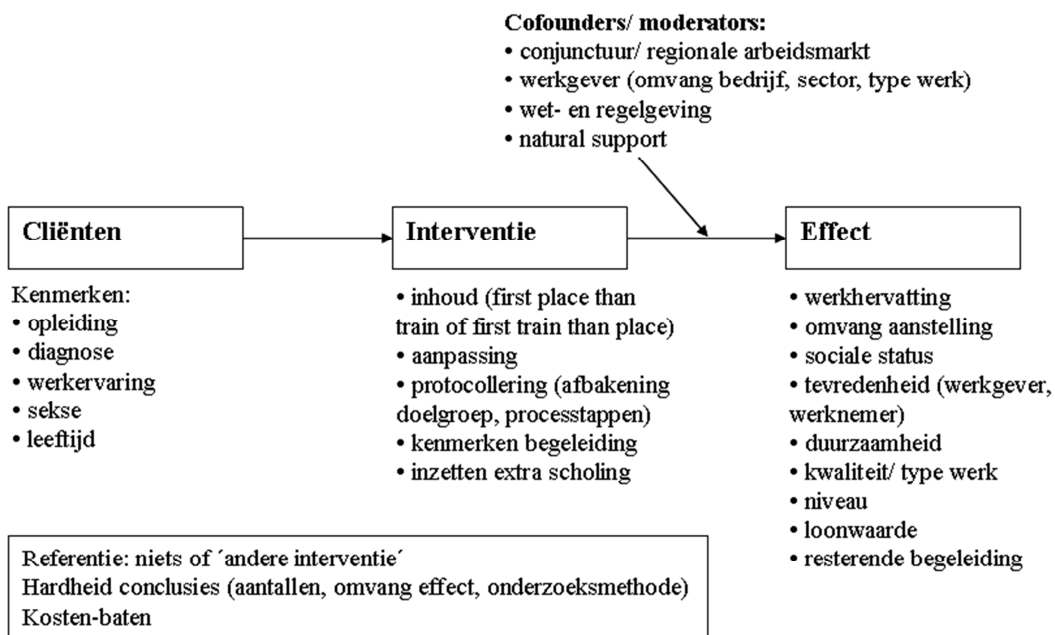 Cofounders/ moderators:
• conjunctuur/ regionale arbeidsmarkt
• werkgever (omvang bedrijf, sector, type werk)
• wet- en regelgeving
• natural support
Cliënten
Kenmerken:
• opleiding
• diagnose
• werkervaring
• sekse
• leeftijd
Interventie
• inhoud (first place than
train of first train than place)
• aanpassing
• protocollering (afbakening
doelgroep, processtappen)
• kenmerken begeleiding
• inzetten extra scholing
Effect
• werkhervatting
• omvang aanstelling
• sociale status
• tevredenheid (werkgever,
werknemer)
• duurzaamheid
• kwaliteit/ type werk
• niveau
• loonwaarde
• resterende begeleiding
Referentie: niets of ´andere interventie´
Hardheid conclusies (aantallen, omvang effect, onderzoeksmethode)
Kosten-baten